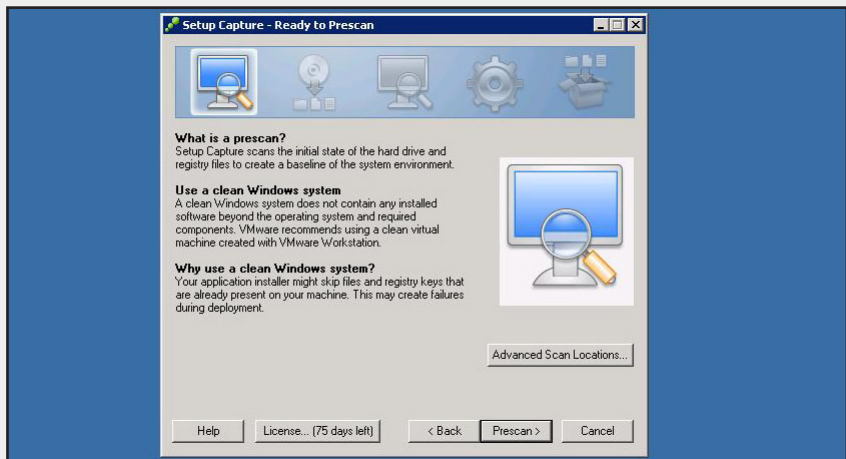 Setup Capture - Ready to Prescan
What is a prescan?
Setup Capture scans the initial state of the hard drive and
registry files to create a baseline of the system environment.
Use a clean Windows system
A clean Windows system does not contain any installed
software beyond the operating system and required
components. VMware recommends using a clean virtual
machine created with VMware Workstation.
Why use a clean Windows system?
Your application installer might skip files and registry keys that
are already present on your machine. This may create failures
during deployment.
Advanced Scan Locations...
Help
License... (75 days left)
< Back
Prescan >
Cancel